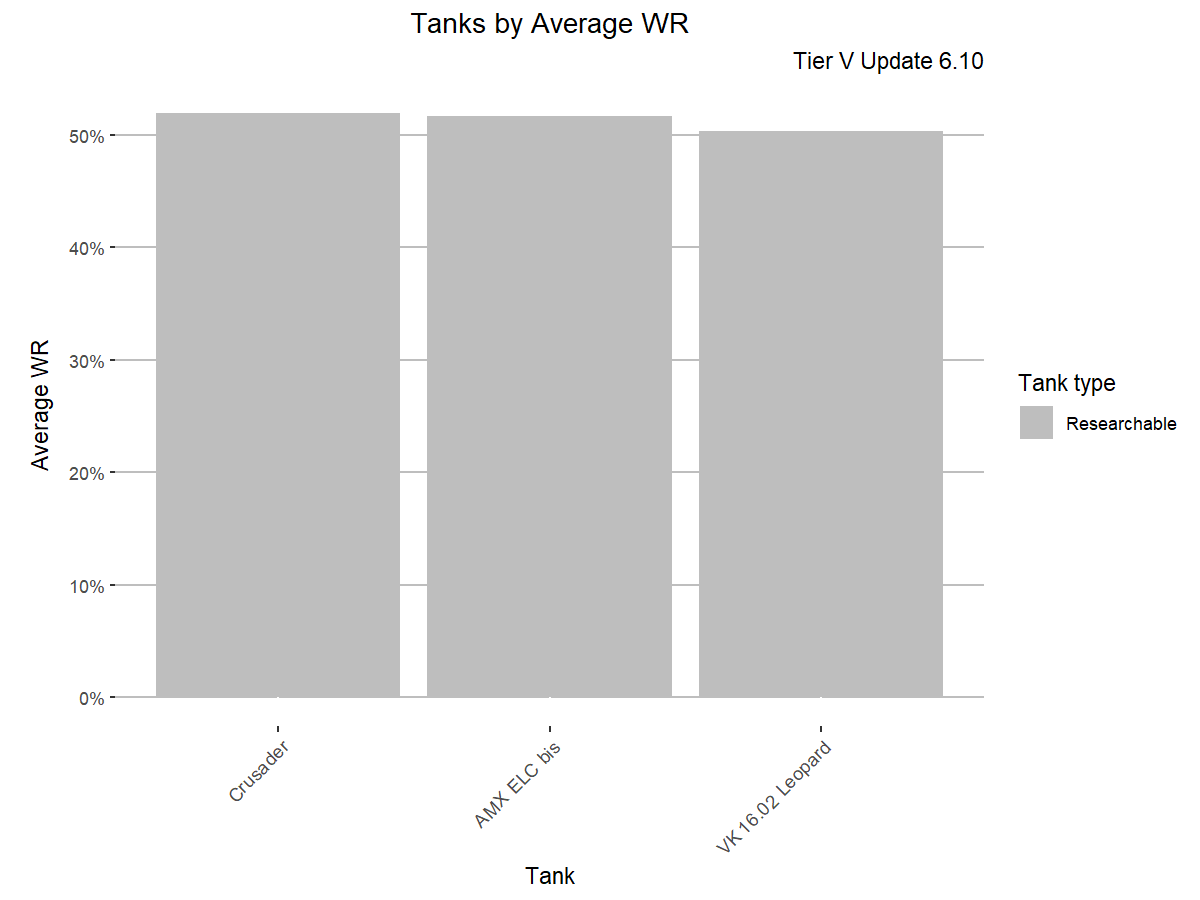 Tanks by Average WR
Tier V Update 6.10
Average WR
50%
40%
30%
20%
10%
0%
Crusader
AMX ELC bis
VK 16.02 Leopard
Tank
Tank type
Researchable